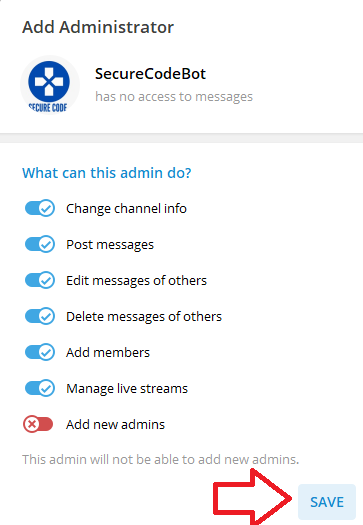 Add Administrator
SecureCodeBot
has no access to messages
SECURE CODE
What can this admin do?
Change channel info
Post messages
Edit messages of others
Delete messages of others
Add members
Manage live streams
Add new admins
This admin will not be able to add new admins.
SAVE